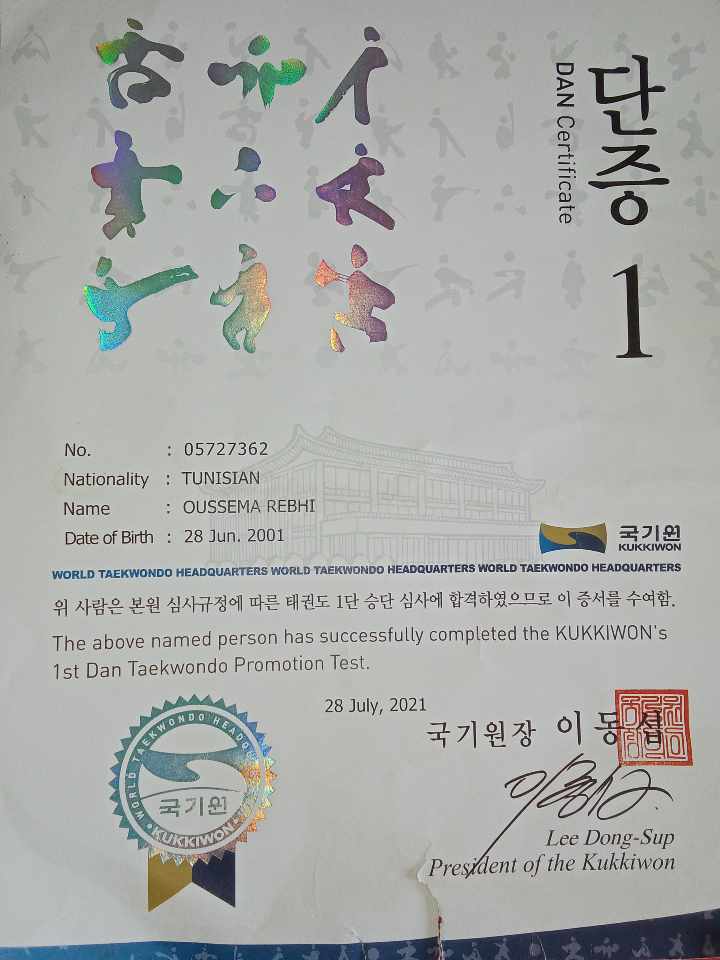 단증
DAN Certificate
1
No. : 05727362
Nationality : TUNISIAN
Name : OUSSEMA REBHI
Date of Birth : 28 Jun. 2001
국기원
KUKKIWON
WORLD TAEKWONDO HEADQUARTERS WORLD TAEKWONDO HEADQUARTERS WORLD TAEKWONDO HEADQUARTERS
위 사람은 본원 심사규정에 따른 태권도 1단 승단 심사에 합격하였으므로 이 증서를 수여함.
The above named person has successfully completed the KUKKIWON's
1st Dan Taekwondo Promotion Test.
28 July, 2021
국기원장 이동섭
WORLD TAEKWONDO HEADQU
국기원
KUKKIWON
Lee Dong-Sup
President of the Kukkiwon